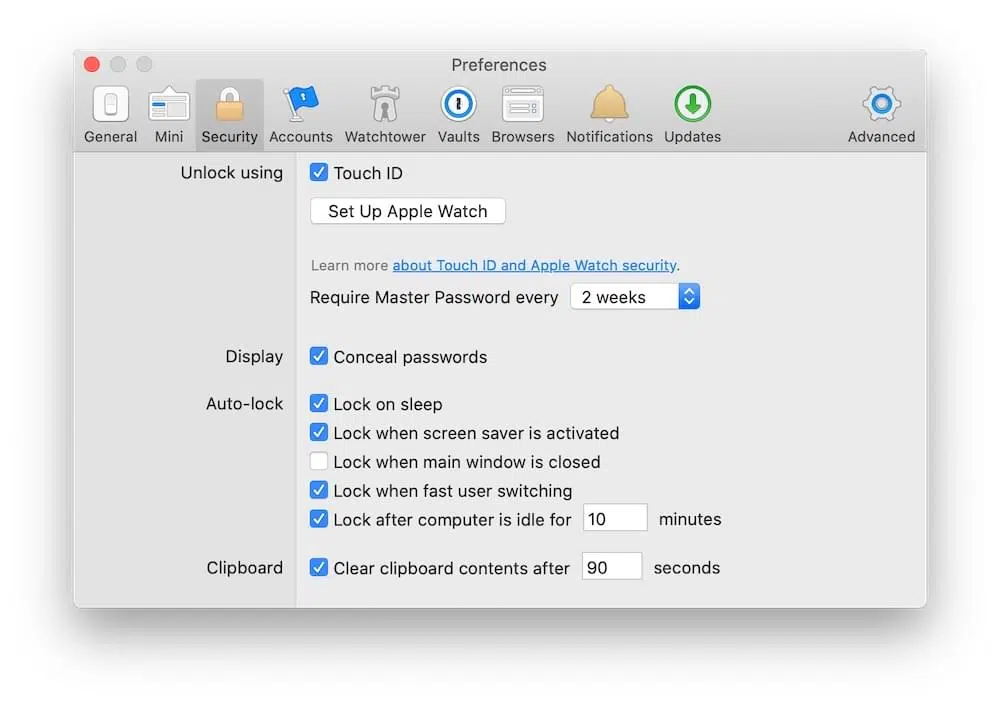 Preferences
General Mini Security Accounts Watchtower Vaults Browsers Notifications Updates Advanced
Unlock using Touch ID
Set Up Apple Watch
Learn more about Touch ID and Apple Watch security.
Require Master Password every 2 weeks
Display Conceal passwords
Auto-lock Lock on sleep
Lock when screen saver is activated
Lock when main window is closed
Lock when fast user switching
Lock after computer is idle for 10 minutes
Clipboard Clear clipboard contents after 90 seconds